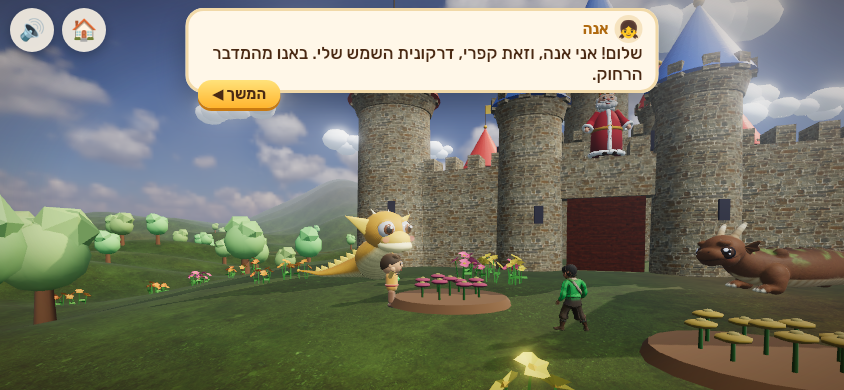 אנה
שלום! אני אנה, וזאת קפרי, דרקונית השמש שלי. באנו מהמדבר
הרחוק.
המשך ◀